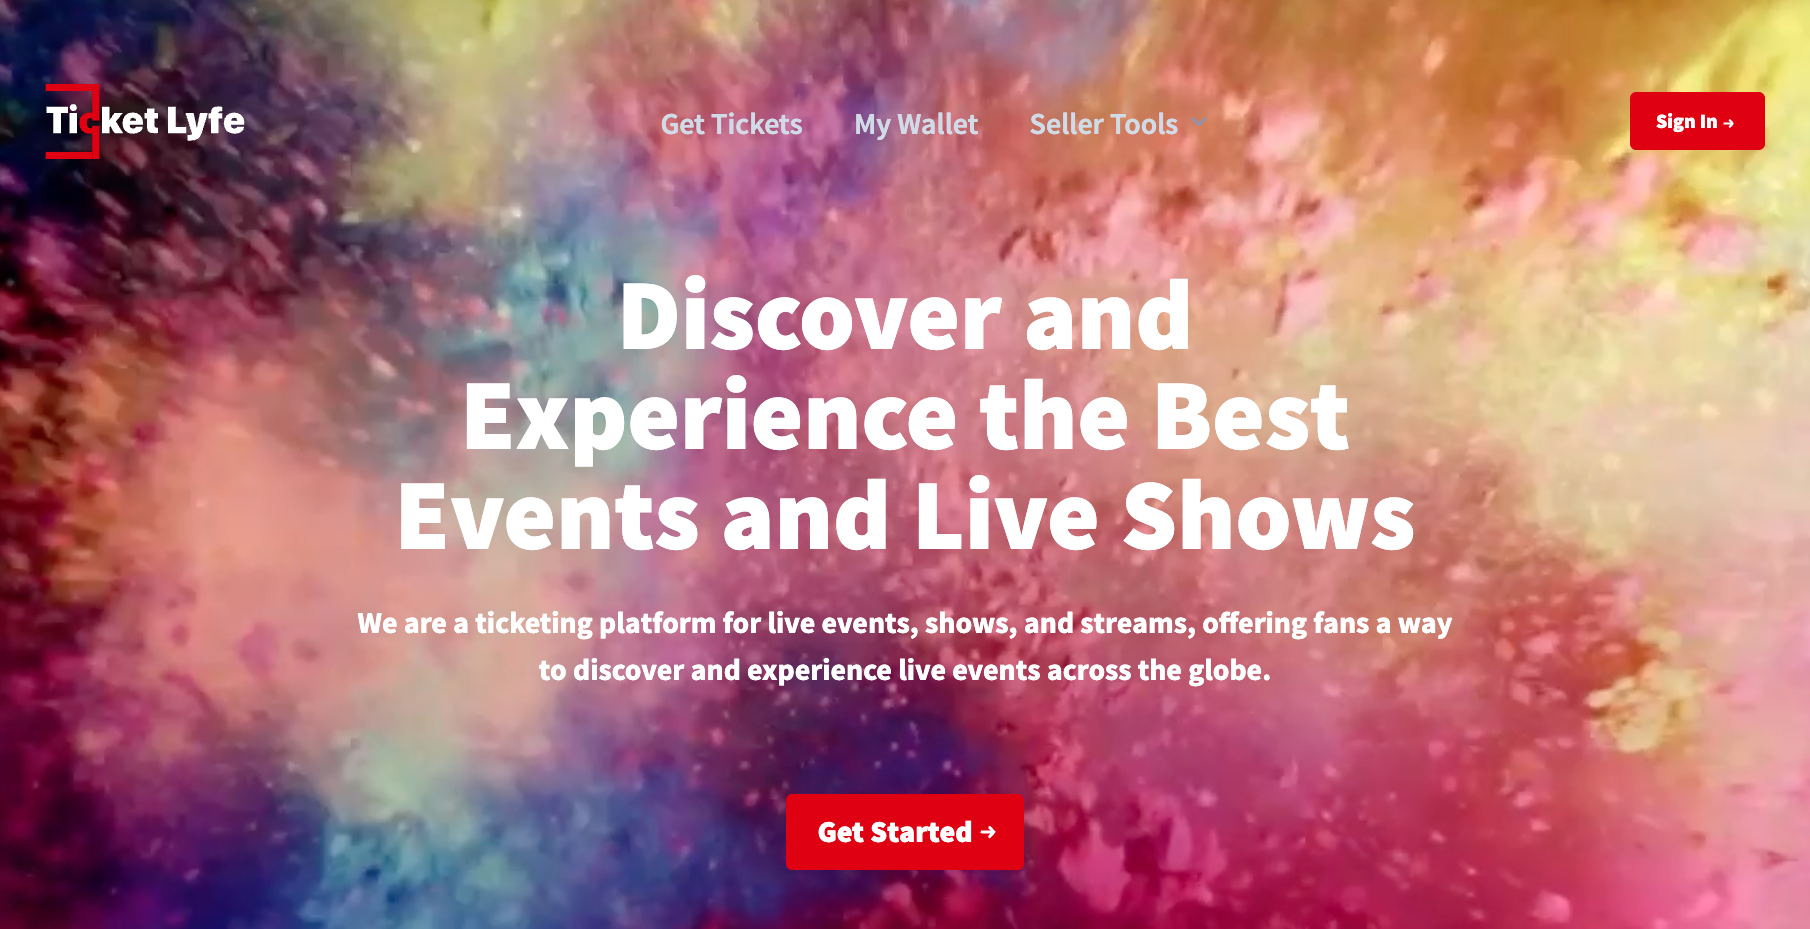 Ticket Lyfe
Get Tickets
My Wallet
Seller Tools
Sign In →
Discover and
Experience the Best
Events and Live Shows
We are a ticketing platform for live events, shows, and streams, offering fans a way
to discover and experience live events across the globe.
Get Started →